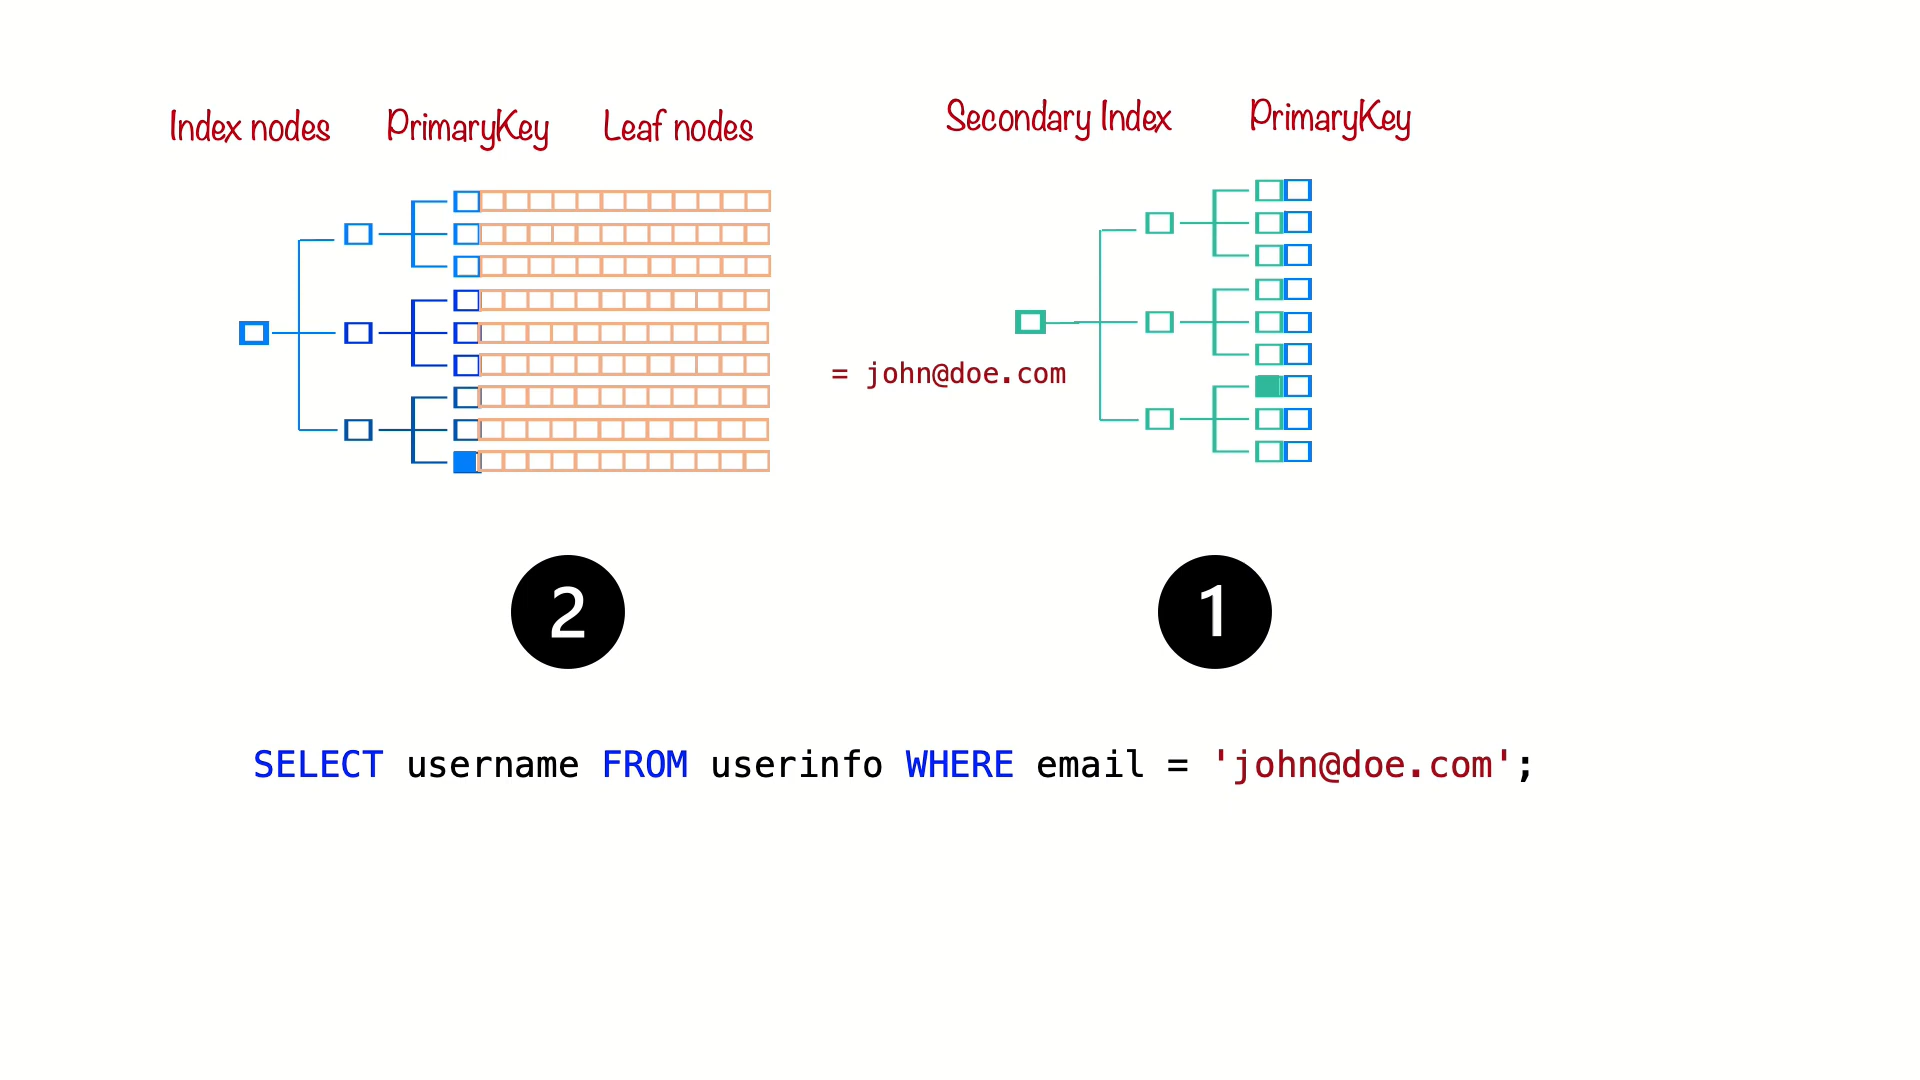 Index nodes PrimaryKey Leaf nodes
Secondary Index PrimaryKey
= john@doe.com
2
1
SELECT username FROM userinfo WHERE email = 'john@doe.com';